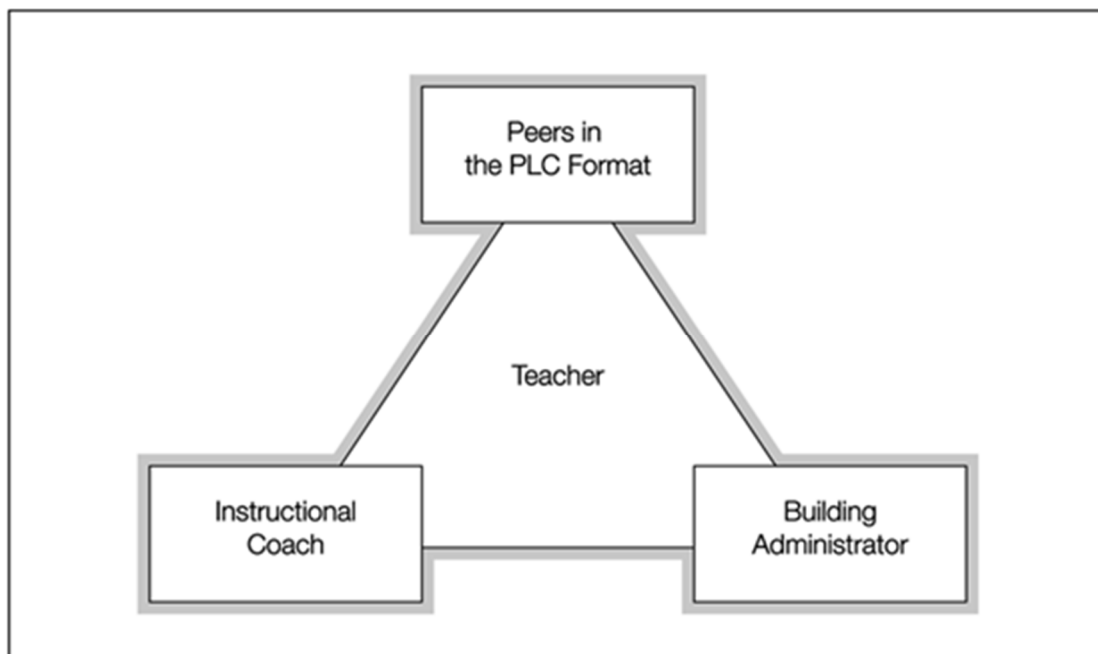 Peers in
the PLC Format
Teacher
Instructional
Coach
Building
Administrator